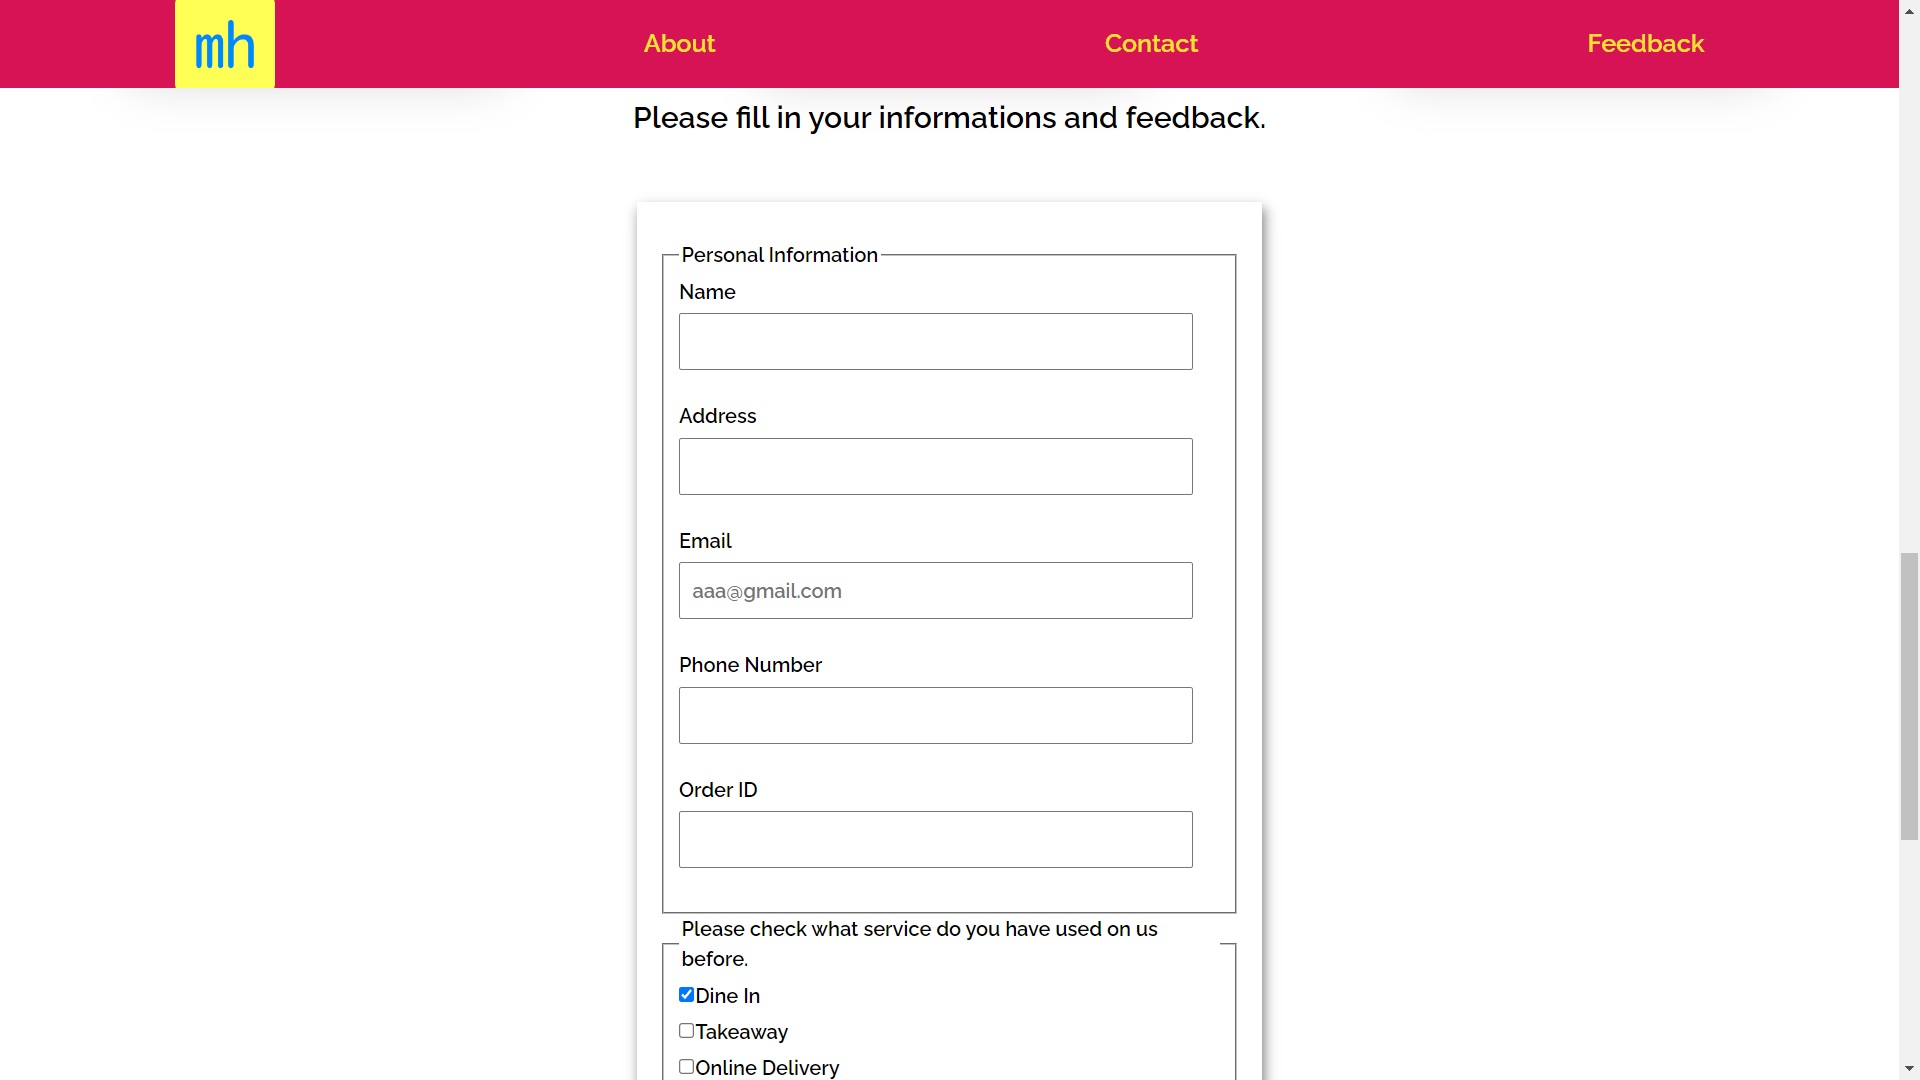 mh
About
Contact
Feedback
Please fill in your informations and feedback.
Personal Information
Name
Address
Email
aaa@gmail.com
Phone Number
Order ID
Please check what service do you have used on us
before.
Dine In
Takeaway
Online Delivery